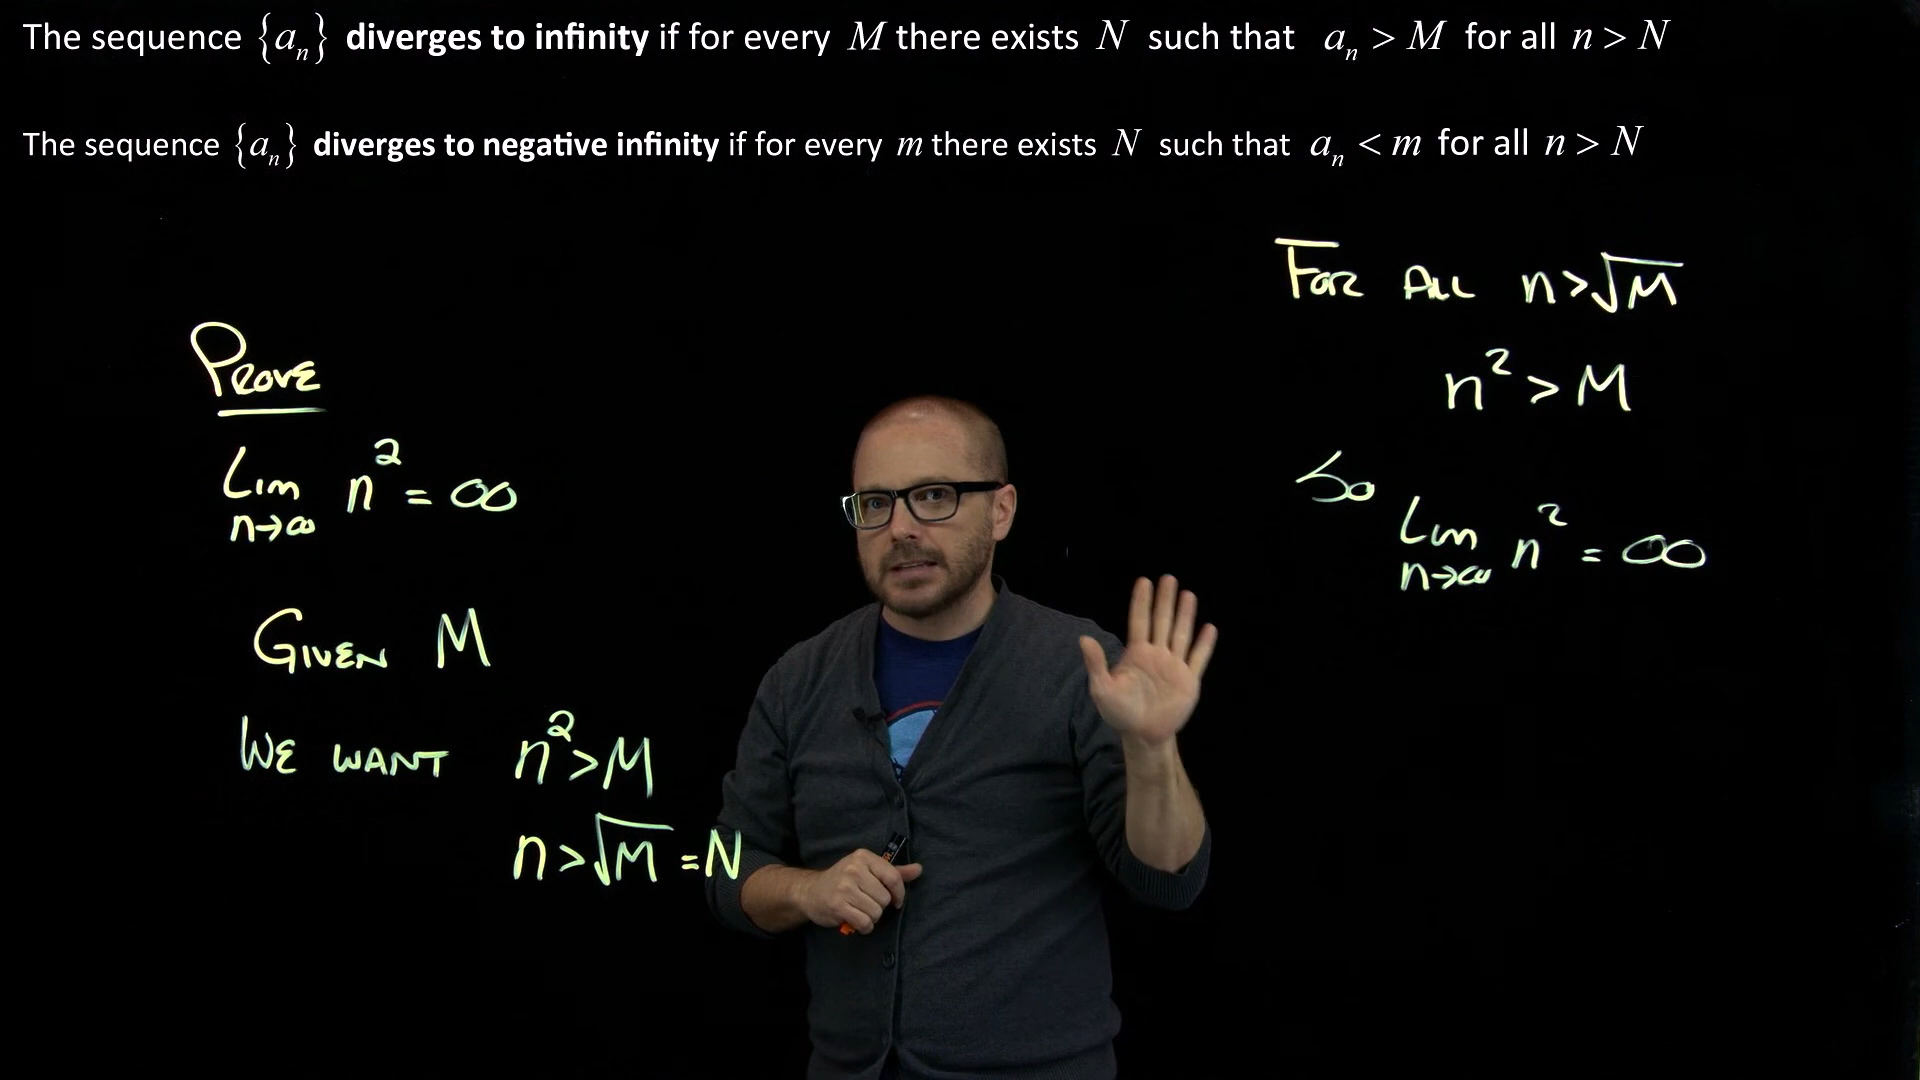 The sequence {aₙ} diverges to infinity if for every M there exists N such that aₙ > M for all n > N
The sequence {aₙ} diverges to negative infinity if for every m there exists N such that aₙ < m for all n > N
PROVE
LIM n→∞ n² = ∞
GIVEN M
WE WANT n² > M
n > √M = N
FOR ALL n > √M
n² > M
So
LIM n→∞ n² = ∞